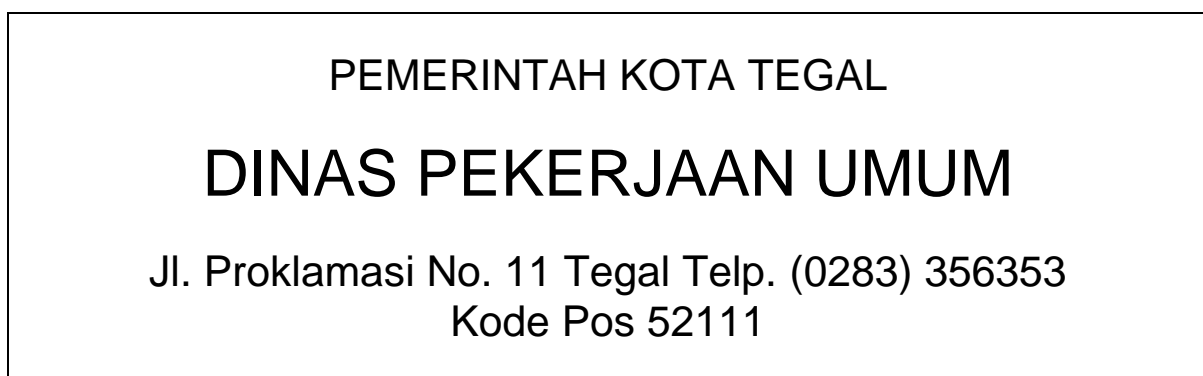 PEMERINTAH KOTA TEGAL
DINAS PEKERJAAN UMUM
Jl. Proklamasi No. 11 Tegal Telp. (0283) 356353
Kode Pos 52111